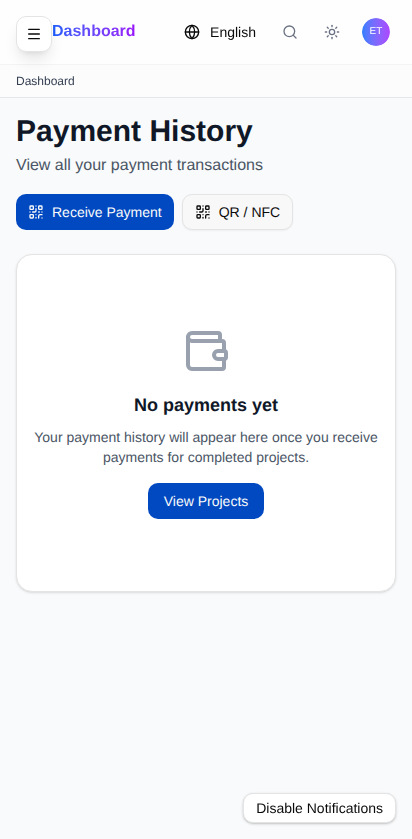 Dashboard
English
ET
Dashboard
Payment History
View all your payment transactions
Receive Payment
QR / NFC
No payments yet
Your payment history will appear here once you receive
payments for completed projects.
View Projects
Disable Notifications